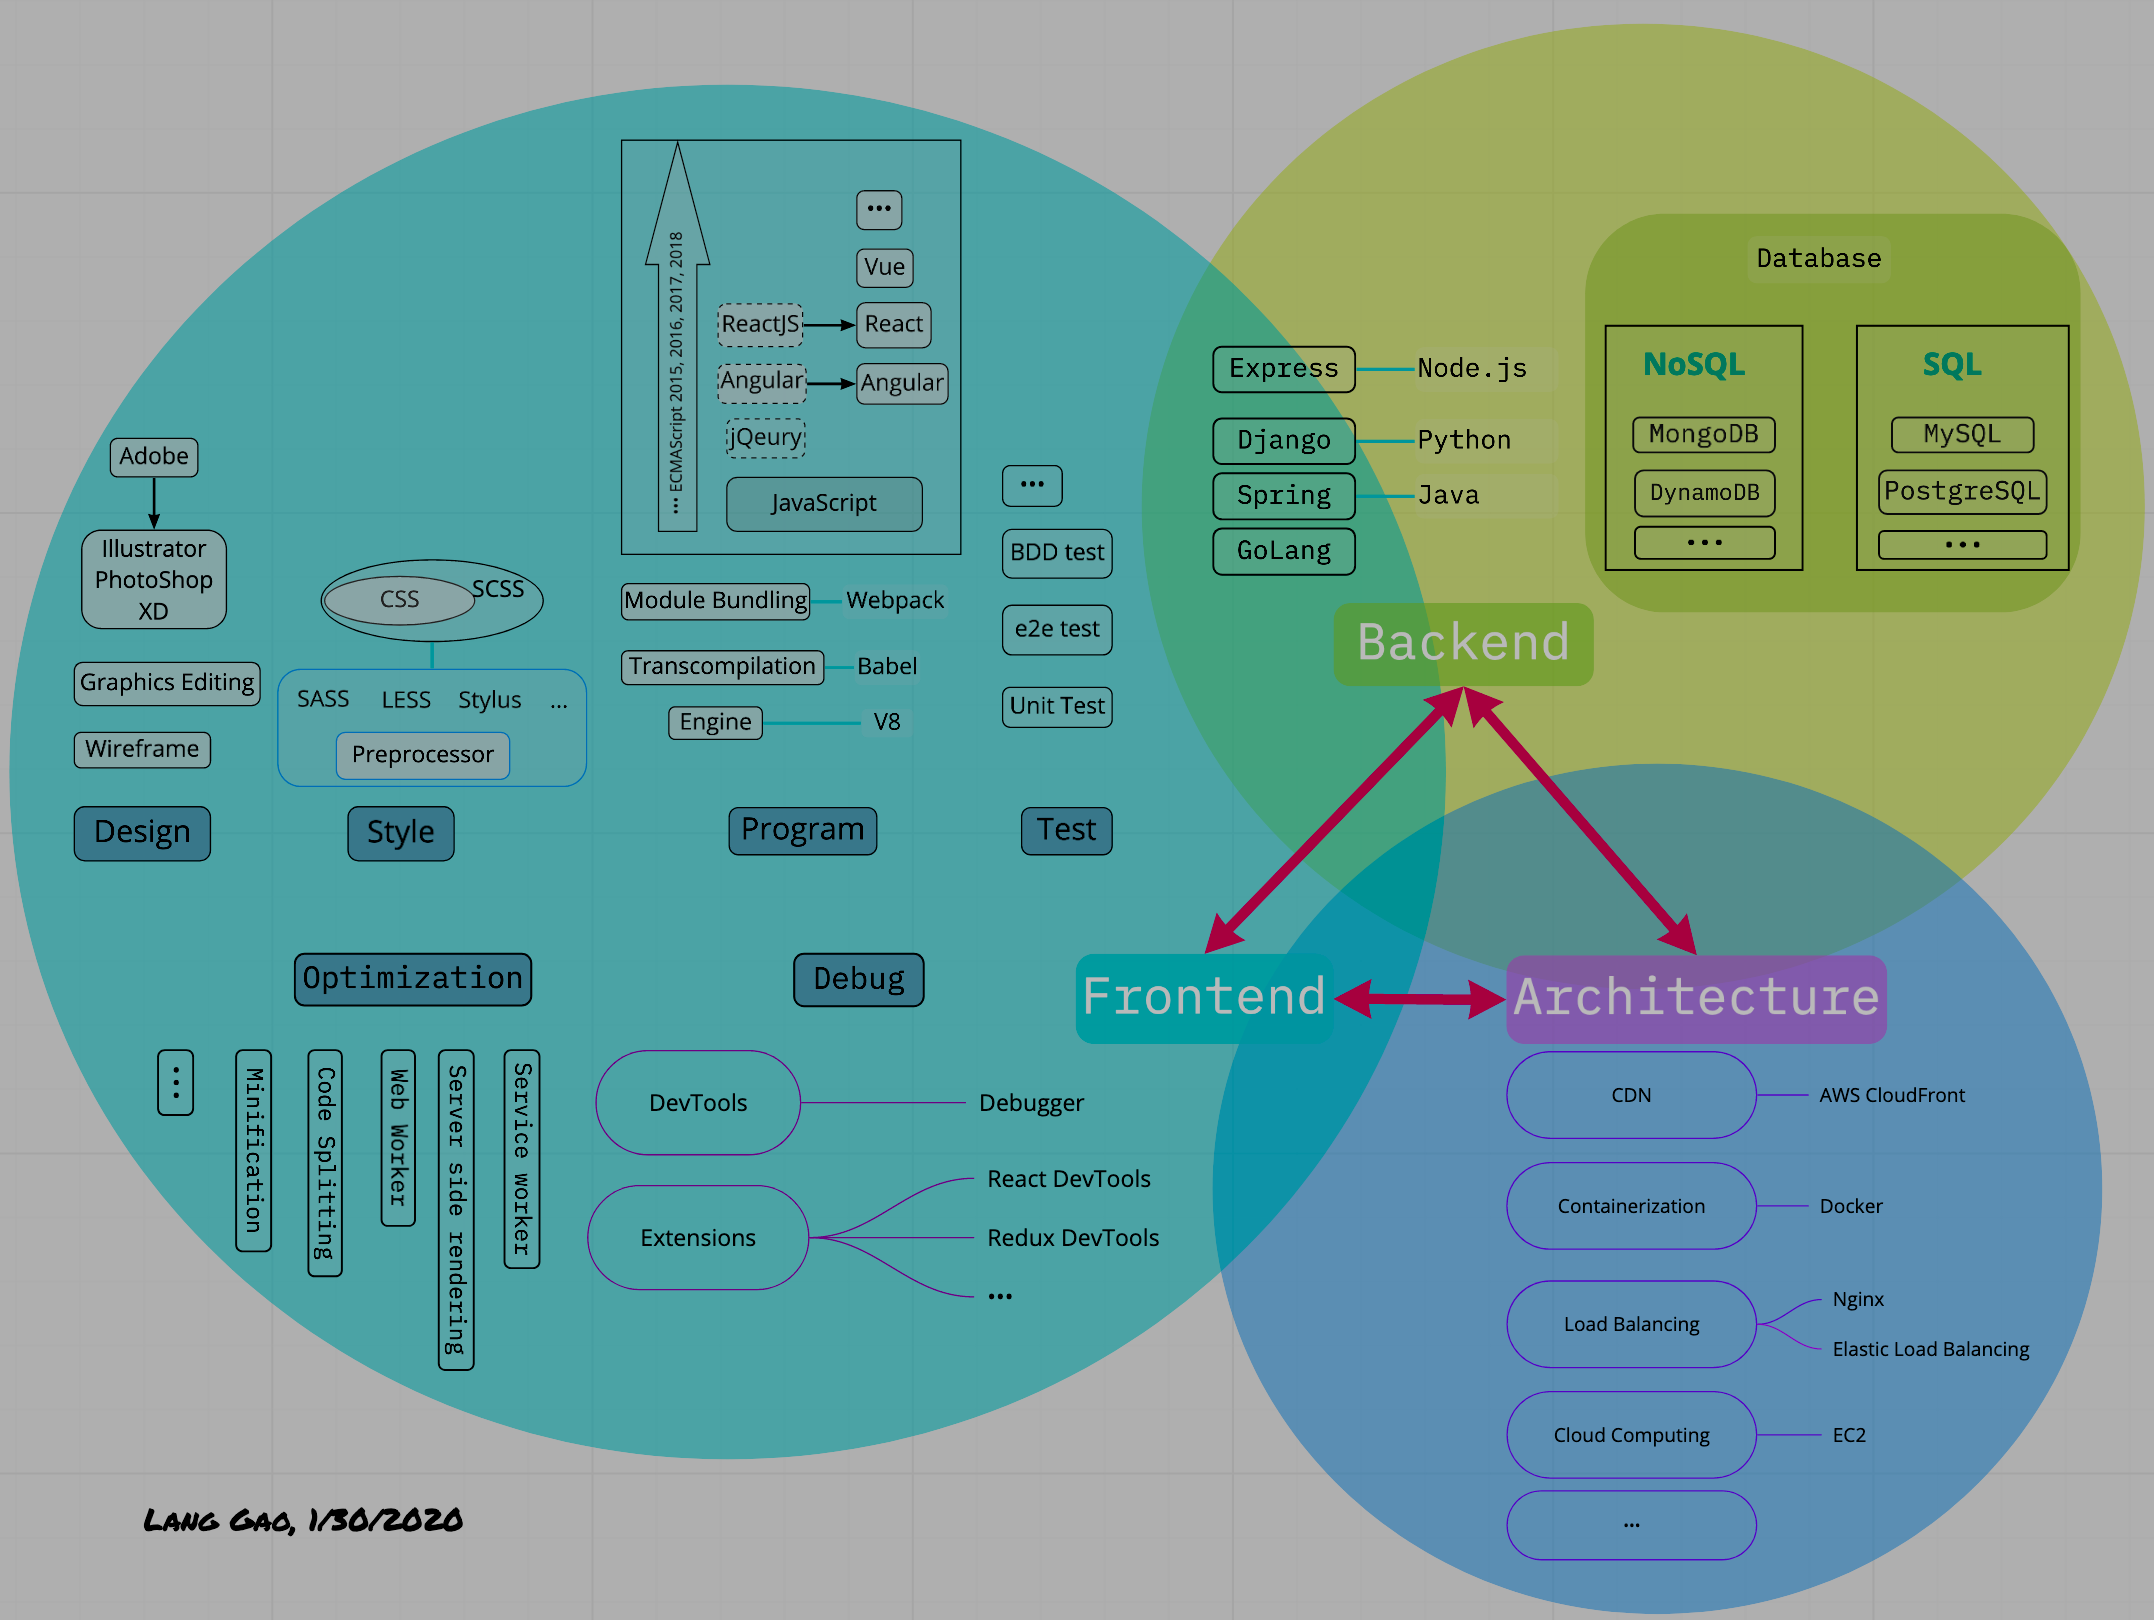 •••
Vue
ReactJS
React
Angular
Angular
jQeury
JavaScript
••• ECMAScript 2015, 2016, 2017, 2018
Adobe
Illustrator
PhotoShop
XD
Graphics Editing
Wireframe
Design
CSS
SCSS
SASS
LESS
Stylus
...
Preprocessor
Style
Module Bundling
Webpack
Transcompilation
Babel
Engine
V8
Program
•••
BDD test
e2e test
Unit Test
Test
Express
Node.js
Django
Python
Spring
Java
GoLang
Database
NoSQL
MongoDB
DynamoDB
•••
SQL
MySQL
PostgreSQL
•••
Backend
Frontend
Architecture
Optimization
•••
Minification
Code Splitting
Web Worker
Server side rendering
Service worker
Debug
DevTools
Debugger
Extensions
React DevTools
Redux DevTools
•••
CDN
AWS CloudFront
Containerization
Docker
Load Balancing
Nginx
Elastic Load Balancing
Cloud Computing
EC2
•••
Lang Gao, 1/30/2020